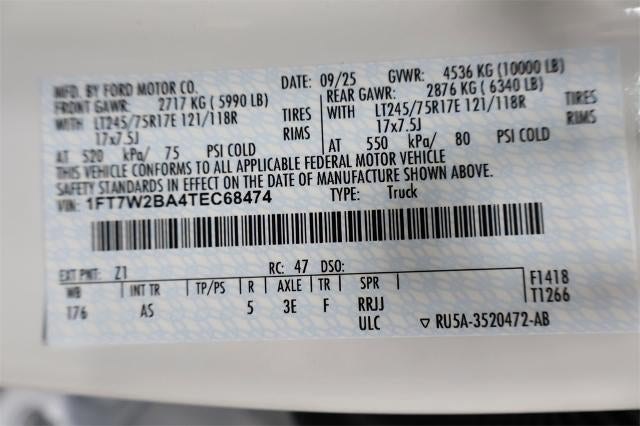 MFD. BY FORD MOTOR CO. DATE: 09/25 GVWR: 4536 KG (10000 LB)
FRONT GAWR: 2717 KG ( 5990 LB) REAR GAWR: 2876 KG ( 6340 LB)
WITH LT245/75R17E 121/118R TIRES WITH LT245/75R17E 121/118R TIRES
17x7.5J RIMS 17x7.5J RIMS
AT 520 kPa/ 75 PSI COLD AT 550 kPa/ 80 PSI COLD
THIS VEHICLE CONFORMS TO ALL APPLICABLE FEDERAL MOTOR VEHICLE
SAFETY STANDARDS IN EFFECT ON THE DATE OF MANUFACTURE SHOWN ABOVE.
VIN: 1FT7W2BA4TEC68474 TYPE: Truck
EXT PNT: Z1 RC: 47 DSO:
WB INT TR TP/PS R AXLE TR SPR F1418
176 AS 5 3E F RRJJ T1266
ULC ▽ RU5A-3520472-AB